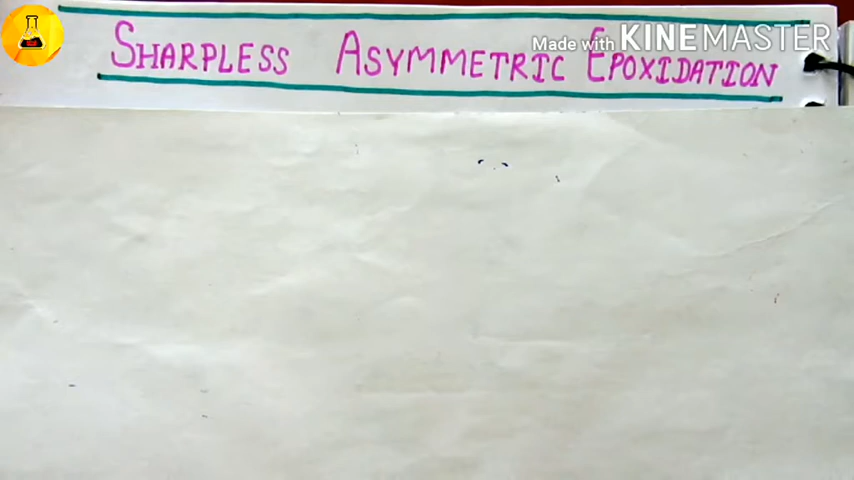 SHARPLESS ASYMMETRIC EPOXIDATION
Made with KINEMASTER